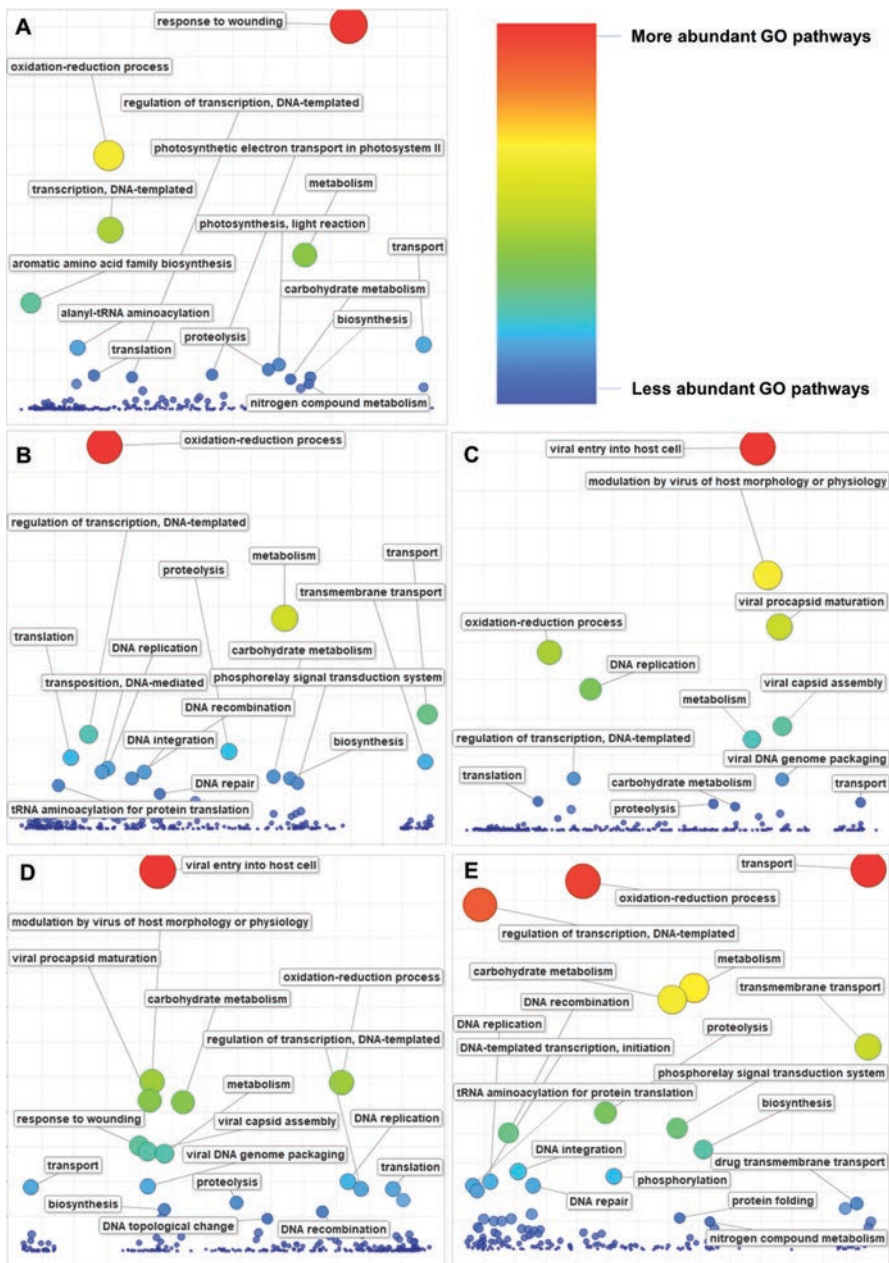 A
response to wounding
oxidation-reduction process
regulation of transcription, DNA-templated
photosynthetic electron transport in photosystem II
transcription, DNA-templated
metabolism
photosynthesis, light reaction
transport
aromatic amino acid family biosynthesis
carbohydrate metabolism
alanyl-tRNA aminoacylation
biosynthesis
proteolysis
translation
nitrogen compound metabolism
More abundant GO pathways
Less abundant GO pathways
B
oxidation-reduction process
regulation of transcription, DNA-templated
metabolism
transport
proteolysis
transmembrane transport
translation
DNA replication
carbohydrate metabolism
transposition, DNA-mediated
phosphorelay signal transduction system
DNA recombination
DNA integration
biosynthesis
DNA repair
tRNA aminoacylation for protein translation
C
viral entry into host cell
modulation by virus of host morphology or physiology
viral procapsid maturation
oxidation-reduction process
DNA replication
viral capsid assembly
metabolism
regulation of transcription, DNA-templated
viral DNA genome packaging
translation
carbohydrate metabolism
transport
proteolysis
D
viral entry into host cell
modulation by virus of host morphology or physiology
viral procapsid maturation
oxidation-reduction process
carbohydrate metabolism
regulation of transcription, DNA-templated
metabolism
response to wounding
viral capsid assembly
DNA replication
viral DNA genome packaging
transport
proteolysis
translation
biosynthesis
DNA topological change
DNA recombination
E
transport
oxidation-reduction process
regulation of transcription, DNA-templated
metabolism
carbohydrate metabolism
transmembrane transport
DNA recombination
DNA replication
proteolysis
DNA-templated transcription, initiation
phosphorelay signal transduction system
tRNA aminoacylation for protein translation
biosynthesis
DNA integration
drug transmembrane transport
phosphorylation
DNA repair
protein folding
nitrogen compound metabolism